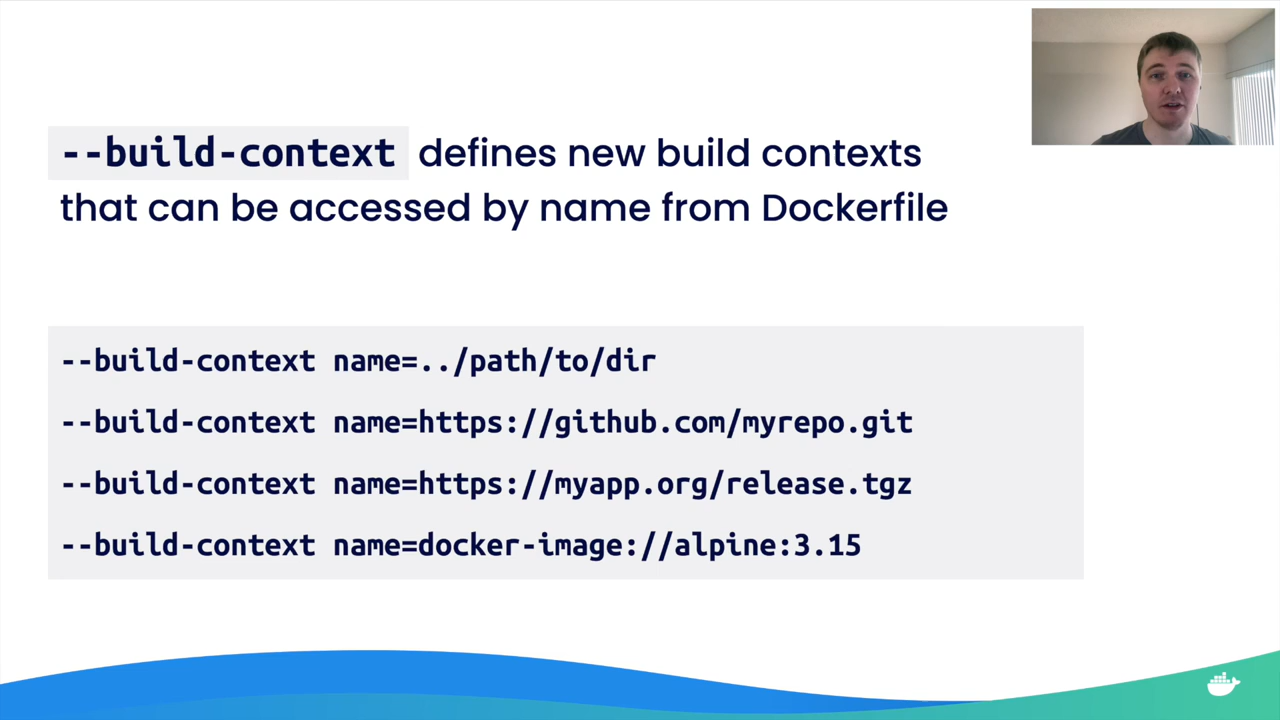 --build-context defines new build contexts
that can be accessed by name from Dockerfile
--build-context name=../path/to/dir
--build-context name=https://github.com/myrepo.git
--build-context name=https://myapp.org/release.tgz
--build-context name=docker-image://alpine:3.15